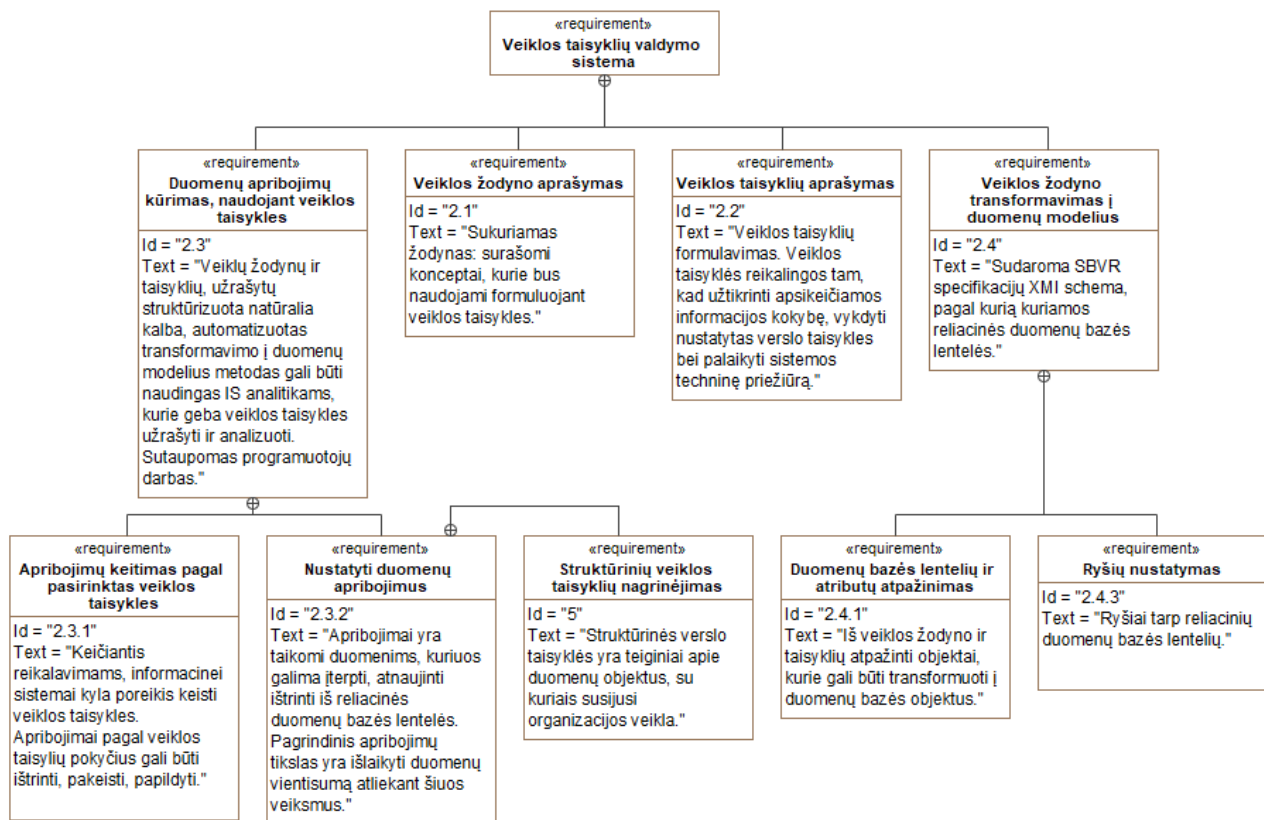 «requirement»
Veiklos taisyklių valdymo
sistema
«requirement»
Duomenų apribojimų
kūrimas, naudojant veiklos
taisykles
Id = "2.3"
Text = "Veiklų žodynų ir
taisyklių, užrašytų
struktūrizuota natūralia
kalba, automatizuotas
transformavimo į duomenų
modelius metodas gali būti
naudingas IS analitikams,
kurie geba veiklos taisykles
užrašyti ir analizuoti.
Sutaupomas programuotojų
darbas."
«requirement»
Veiklos žodyno aprašymas
Id = "2.1"
Text = "Sukuriamas
žodynas: surašomi
konceptai, kurie bus
naudojami formuluojant
veiklos taisykles."
«requirement»
Veiklos taisyklių aprašymas
Id = "2.2"
Text = "Veiklos taisyklių
formulavimas. Veiklos
taisyklės reikalingos tam,
kad užtikrinti apsikeičiamos
informacijos kokybę, vykdyti
nustatytas verslo taisykles
bei palaikyti sistemos
techninę priežiūrą."
«requirement»
Veiklos žodyno
transformavimas į
duomenų modelius
Id = "2.4"
Text = "Sudaroma SBVR
specifikacijų XMI schema,
pagal kurią kuriamos
reliacinės duomenų bazės
lentelės."
«requirement»
Apribojimų keitimas pagal
pasirinktas veiklos
taisykles
Id = "2.3.1"
Text = "Keičiantis
reikalavimams, informacinei
sistemai kyla poreikis keisti
veiklos taisykles.
Apribojimai pagal veiklos
taisylių pokyčius gali būti
ištrinti, pakeisti, papildyti."
«requirement»
Nustatyti duomenų
apribojimus
Id = "2.3.2"
Text = "Apribojimai yra
taikomi duomenims, kuriuos
galima įterpti, atnaujinti
ištrinti iš reliacinės
duomenų bazės lentelės.
Pagrindinis apribojimų
tikslas yra išlaikyti duomenų
vientisumą atliekant šiuos
veiksmus."
«requirement»
Struktūrinių veiklos
taisyklių nagrinėjimas
Id = "5"
Text = "Struktūrinės verslo
taisyklės yra teiginiai apie
duomenų objektus, su
kuriais susijusi
organizacijos veikla."
«requirement»
Duomenų bazės lentelių ir
atributų atpažinimas
Id = "2.4.1"
Text = "Iš veiklos žodyno ir
taisyklių atpažinti objektai,
kurie gali būti transformuoti į
duomenų bazės objektus."
«requirement»
Ryšių nustatymas
Id = "2.4.3"
Text = "Ryšiai tarp reliacinių
duomenų bazės lentelių."